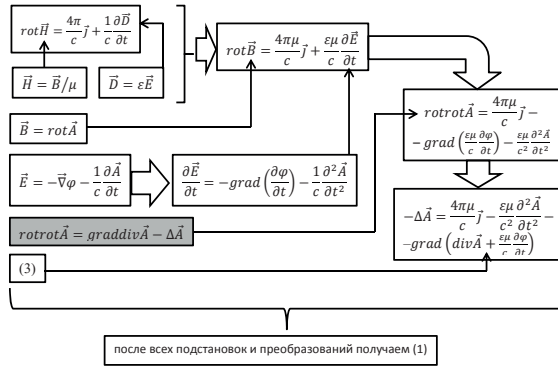 rotH⃗ = 4π/c j⃗ + 1/c ∂D⃗/∂t
H⃗ = B⃗/μ
D⃗ = εE⃗
rotB⃗ = 4πμ/c j⃗ + εμ/c ∂E⃗/∂t
B⃗ = rotA⃗
rotrotA⃗ = 4πμ/c j⃗ −
− grad (εμ/c ∂φ/∂t) − εμ/c² ∂²A⃗/∂t²
E⃗ = −∇⃗φ − 1/c ∂A⃗/∂t
∂E⃗/∂t = −grad (∂φ/∂t) − 1/c ∂²A⃗/∂t²
rotrotA⃗ = graddivA⃗ − ΔA⃗
−ΔA⃗ = 4πμ/c j⃗ − εμ/c² ∂²A⃗/∂t² −
−grad (divA⃗ + εμ/c ∂φ/∂t)
(3)
после всех подстановок и преобразований получаем (1)